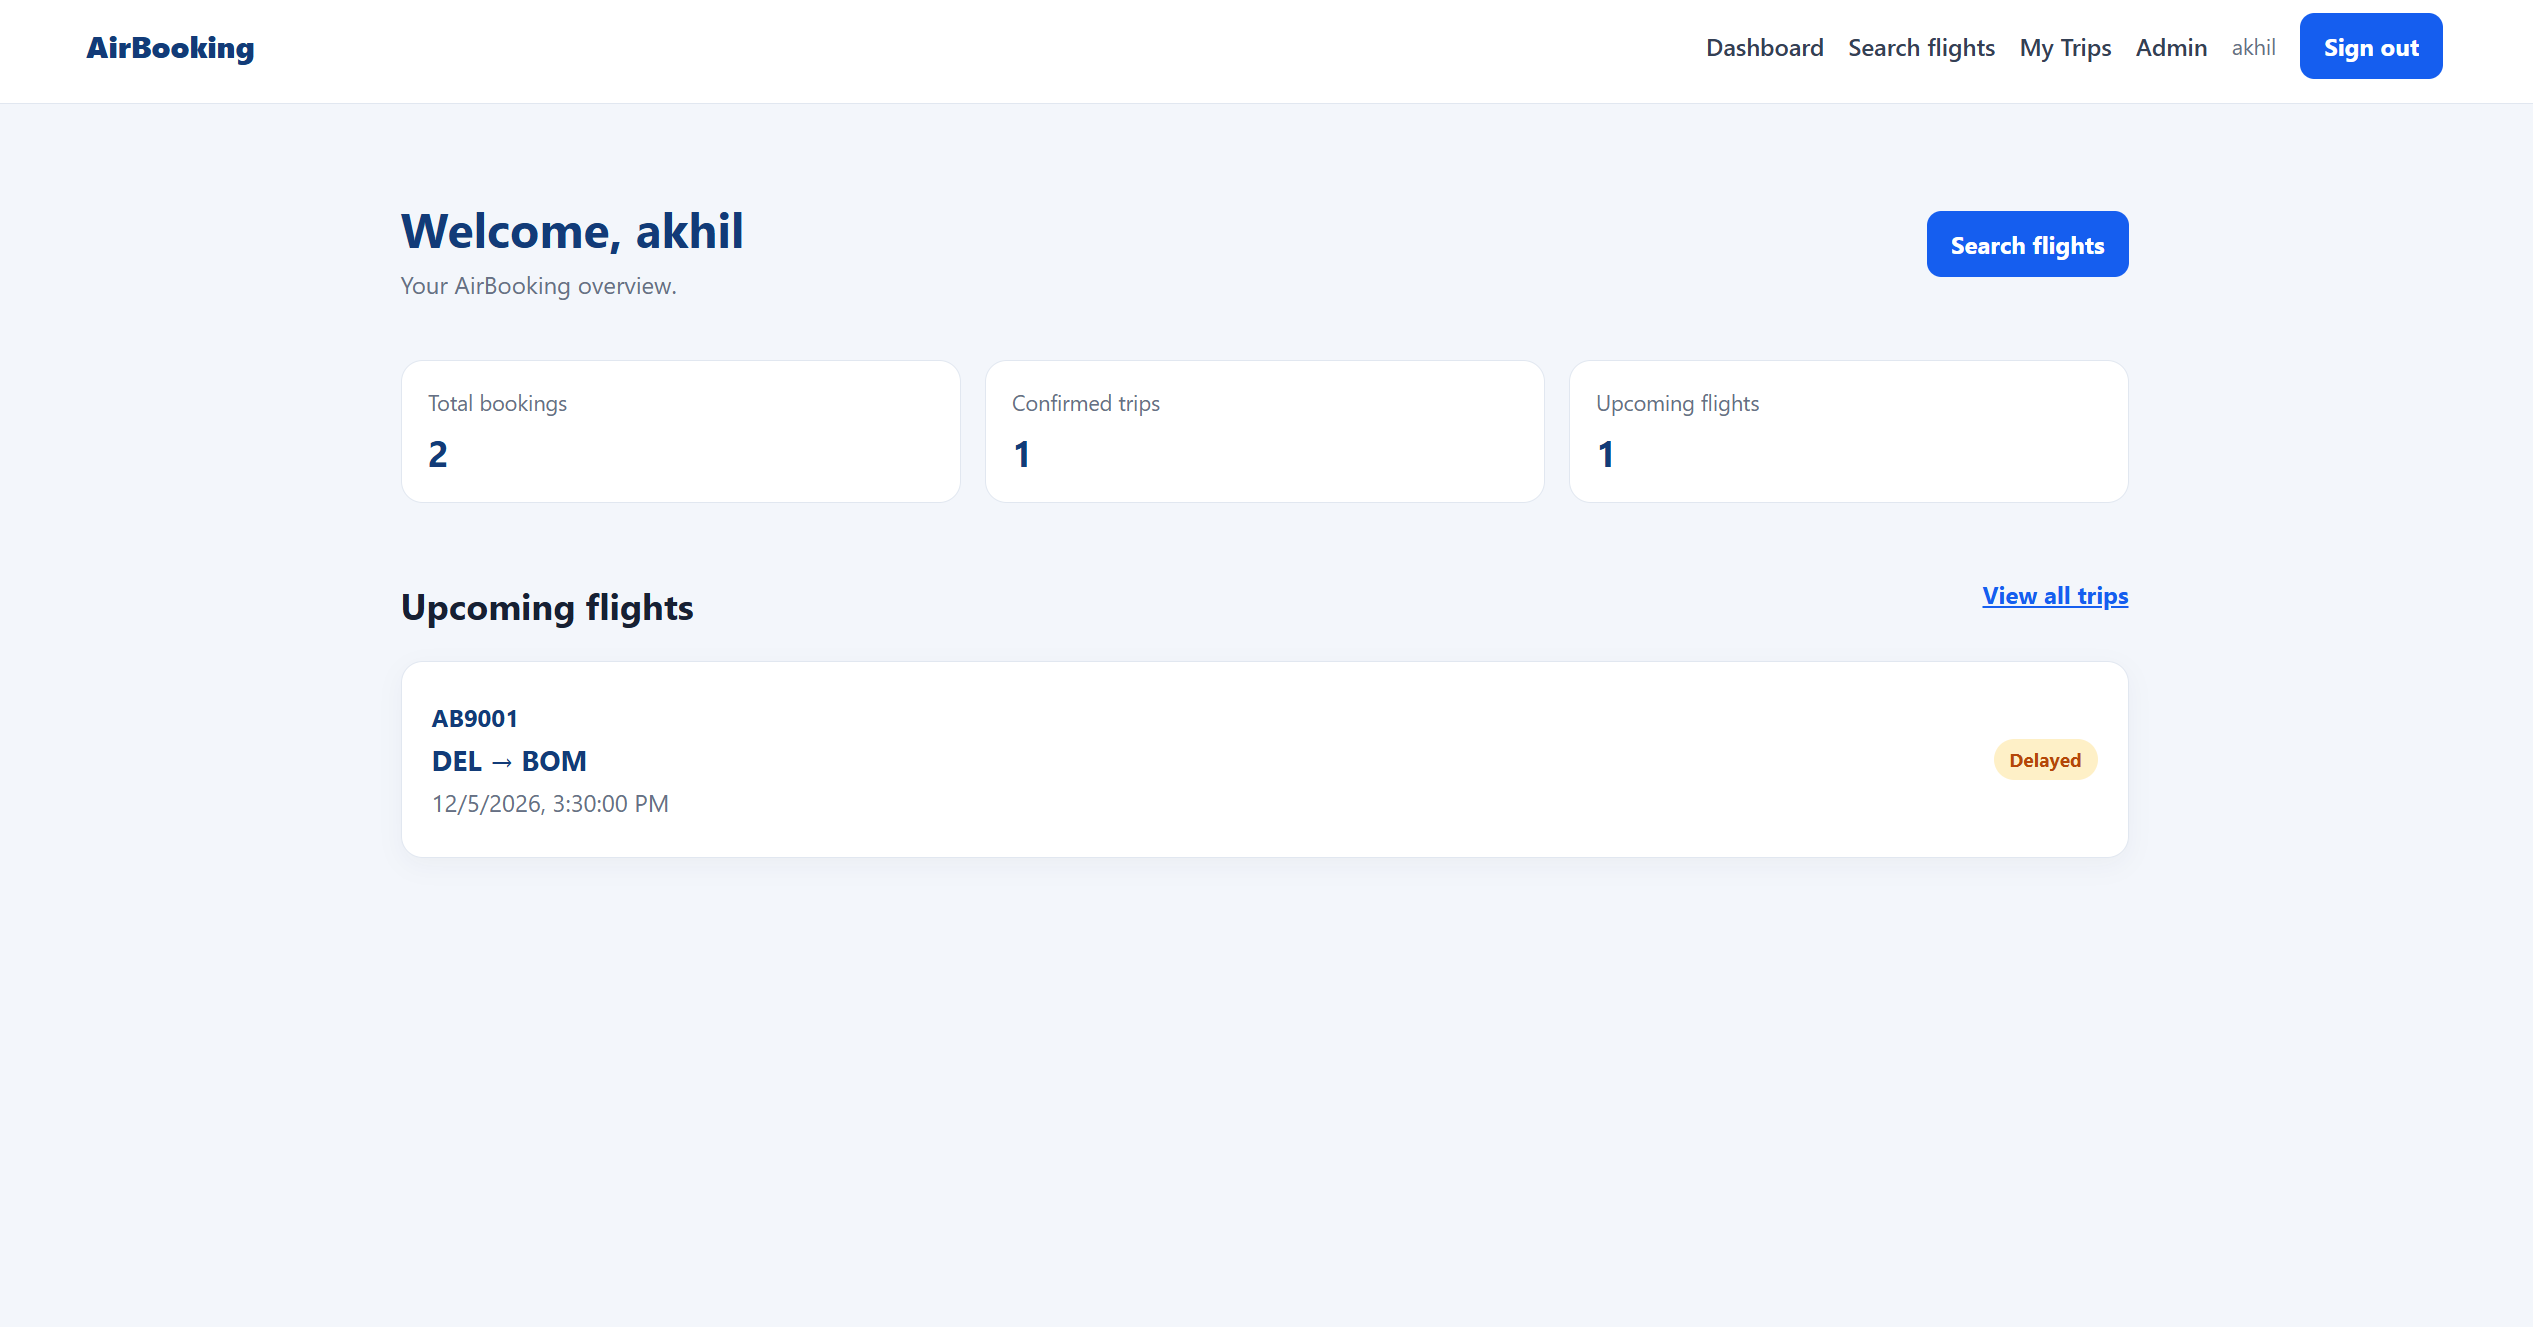 AirBooking
Dashboard Search flights My Trips Admin akhil Sign out
Welcome, akhil
Your AirBooking overview.
Search flights
Total bookings
2
Confirmed trips
1
Upcoming flights
1
Upcoming flights
View all trips
AB9001
DEL → BOM
12/5/2026, 3:30:00 PM
Delayed